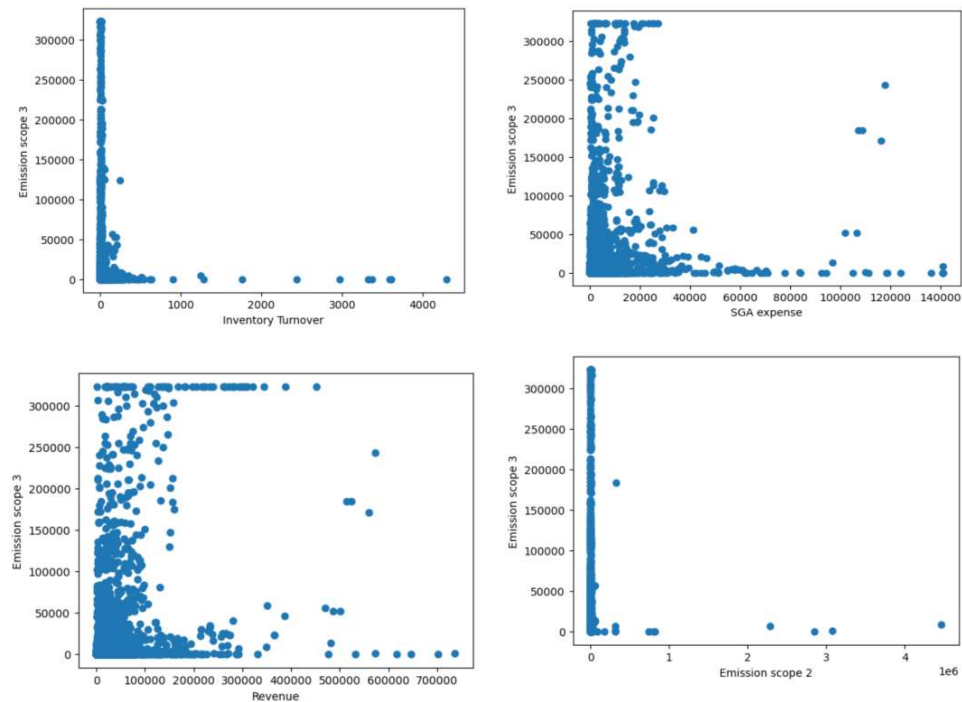 300000
250000
200000
150000
100000
50000
0
Emission scope 3
0 1000 2000 3000 4000
Inventory Turnover
300000
250000
200000
150000
100000
50000
0
Emission scope 3
0 20000 40000 60000 80000 100000 120000 140000
SGA expense
300000
250000
200000
150000
100000
50000
0
Emission scope 3
0 100000 200000 300000 400000 500000 600000 700000
Revenue
300000
250000
200000
150000
100000
50000
0
Emission scope 3
0 1 2 3 4
1e6
Emission scope 2